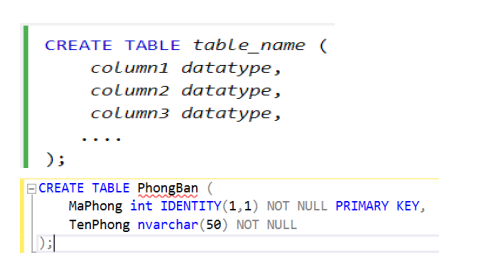 CREATE TABLE table_name (
column1 datatype,
column2 datatype,
column3 datatype,
....
);
CREATE TABLE PhongBan (
MaPhong int IDENTITY(1,1) NOT NULL PRIMARY KEY,
TenPhong nvarchar(50) NOT NULL
);